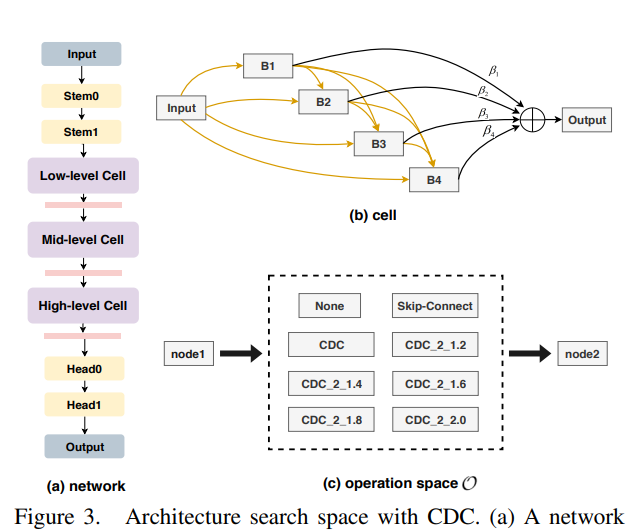 Input
Stem0
Stem1
Low-level Cell
Mid-level Cell
High-level Cell
Head0
Head1
Output
(a) network
Input
B1
B2
B3
B4
β1
β2
β3
β4
Output
(b) cell
node1
None
Skip-Connect
CDC
CDC_2_1.2
CDC_2_1.4
CDC_2_1.6
CDC_2_1.8
CDC_2_2.0
node2
(c) operation space 𝒪
Figure 3. Architecture search space with CDC. (a) A network